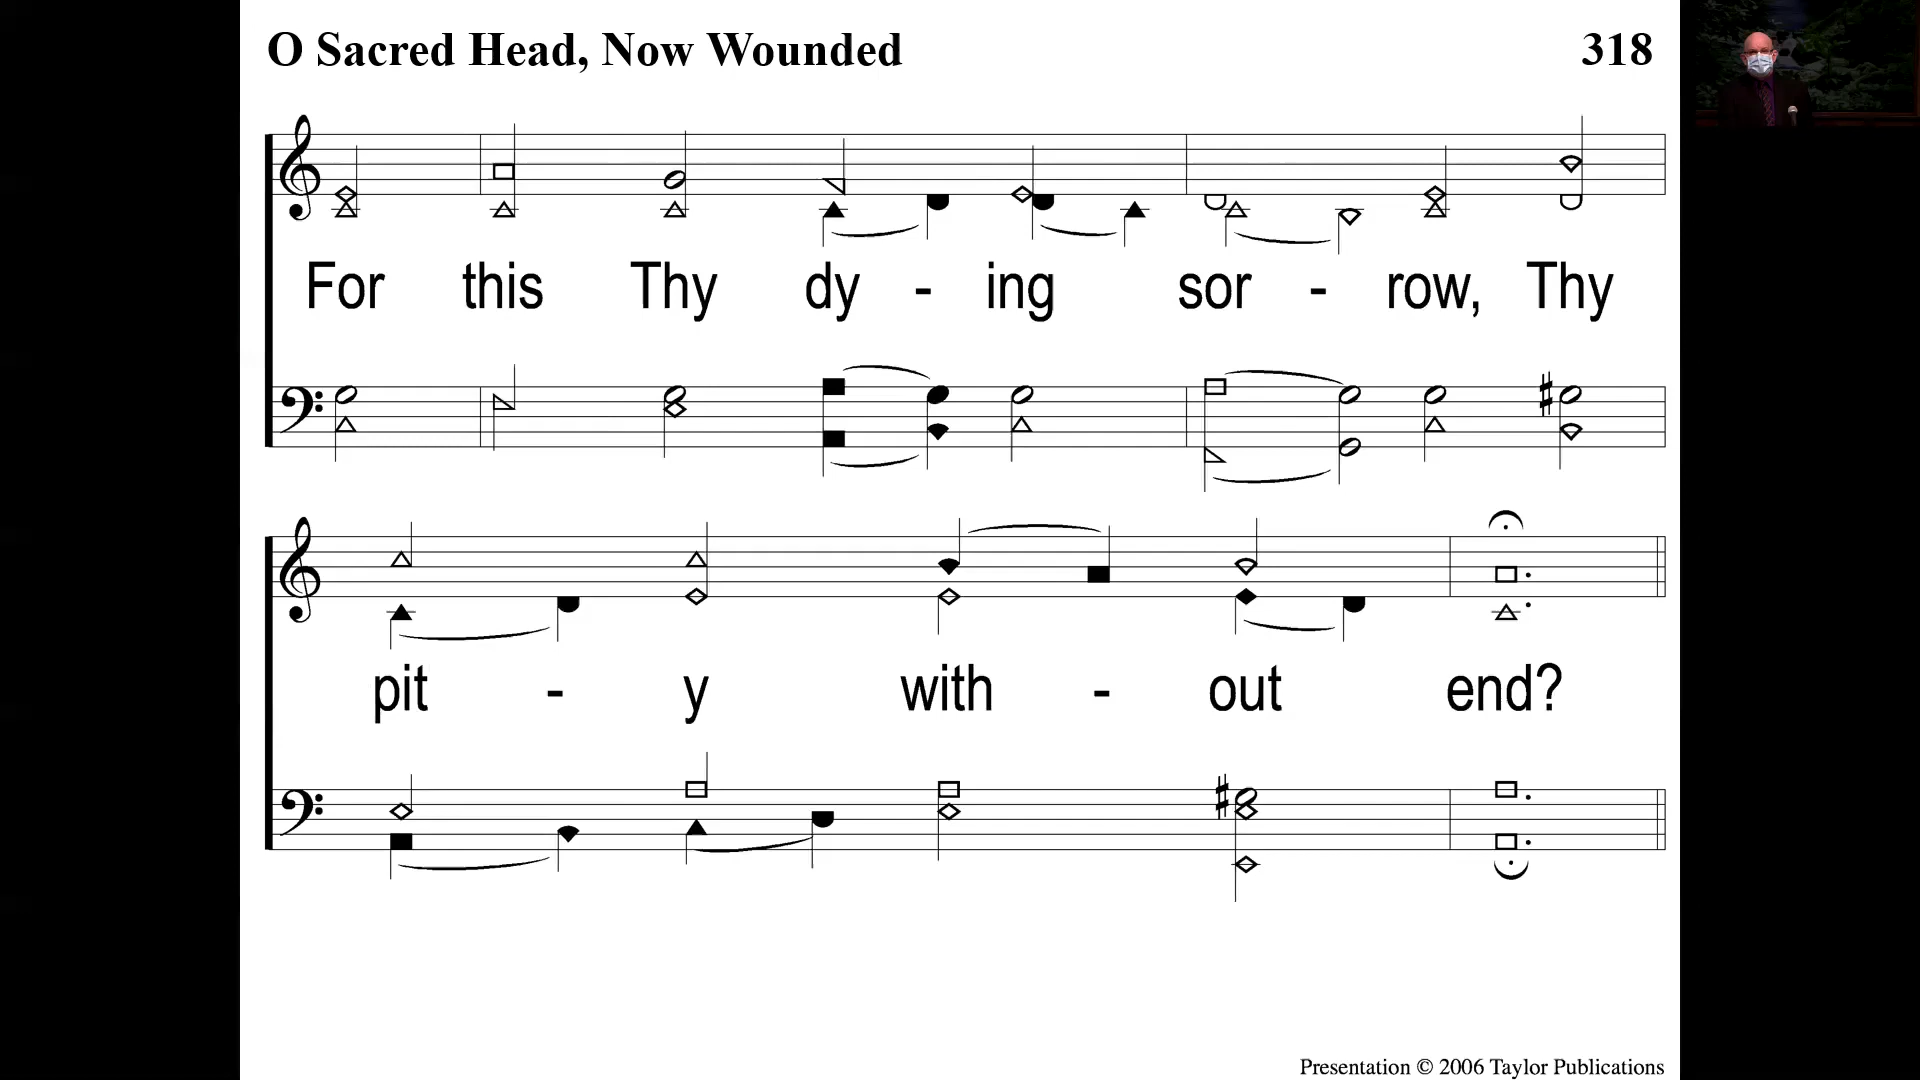 O Sacred Head, Now Wounded 318
For this Thy dy - ing sor - row, Thy
pit - y with - out end?
Presentation © 2006 Taylor Publications